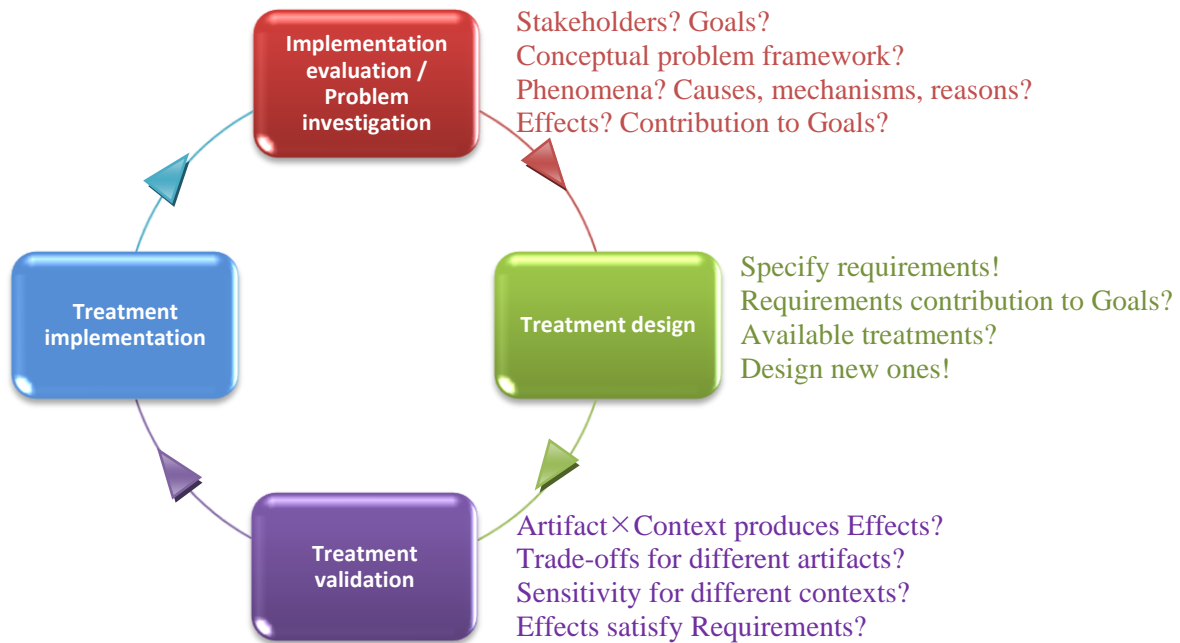 Implementation
evaluation /
Problem
investigation
Stakeholders? Goals?
Conceptual problem framework?
Phenomena? Causes, mechanisms, reasons?
Effects? Contribution to Goals?
Treatment
implementation
Treatment design
Specify requirements!
Requirements contribution to Goals?
Available treatments?
Design new ones!
Treatment
validation
Artifact×Context produces Effects?
Trade-offs for different artifacts?
Sensitivity for different contexts?
Effects satisfy Requirements?